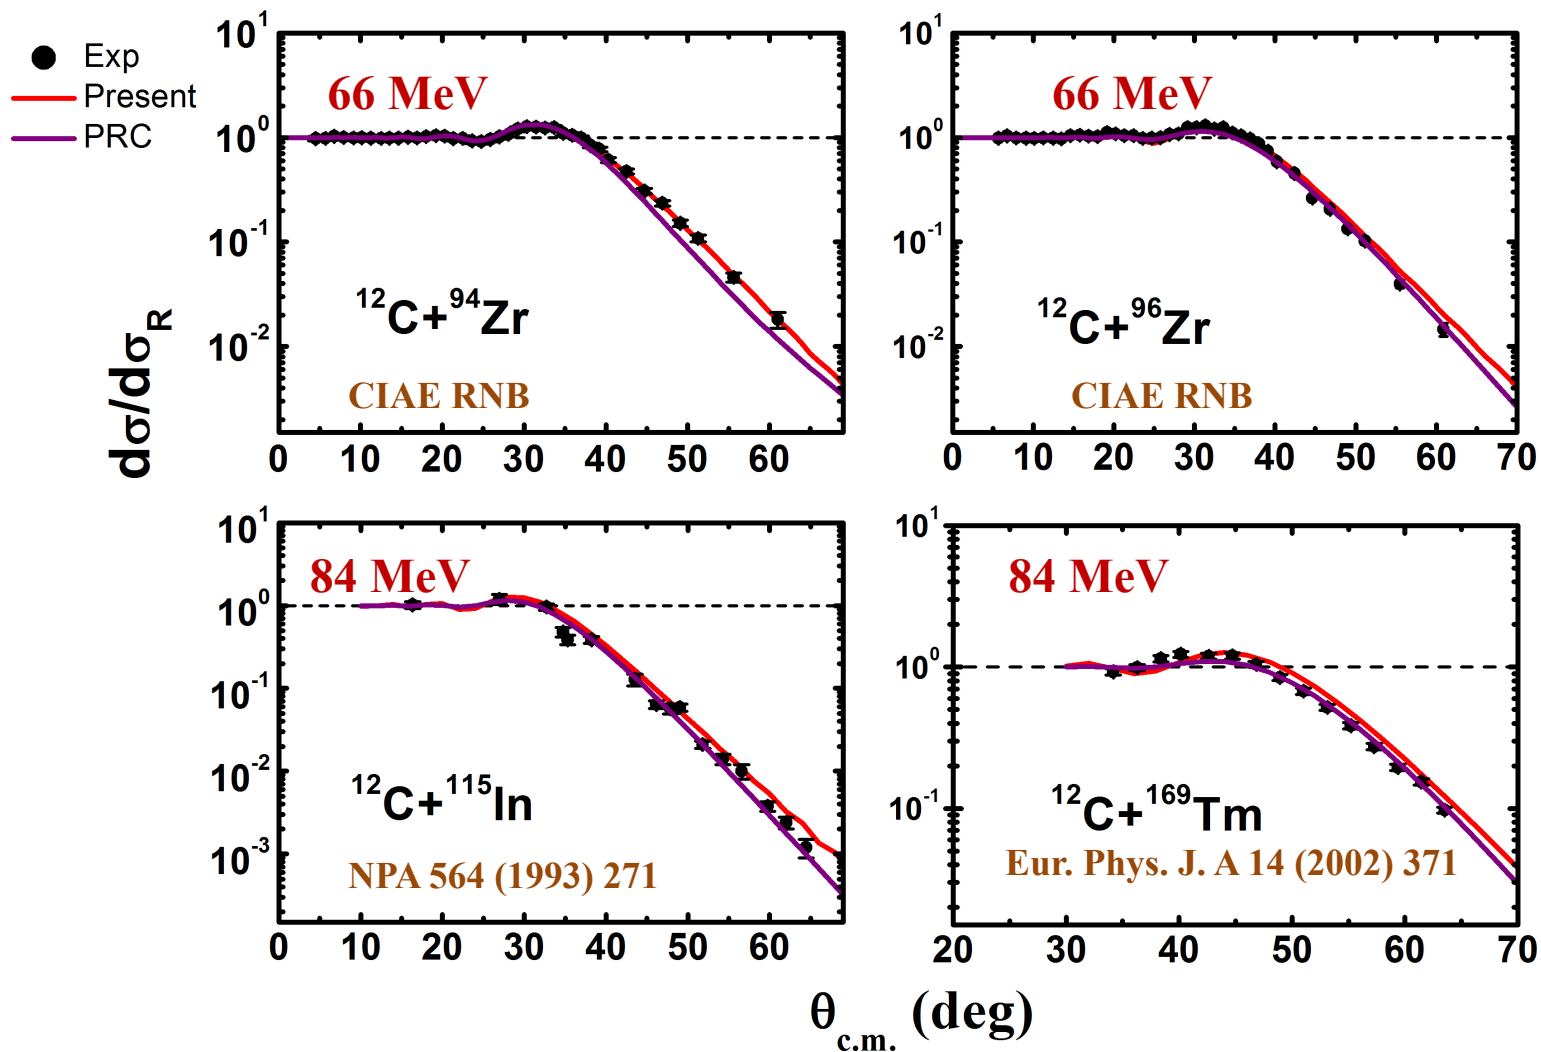 Exp
Present
PRC
dσ/dσ_R
10^1
10^0
10^-1
10^-2
66 MeV
^12C+^94Zr
CIAE RNB
0 10 20 30 40 50 60
10^1
10^0
10^-1
10^-2
66 MeV
^12C+^96Zr
CIAE RNB
0 10 20 30 40 50 60 70
10^1
10^0
10^-1
10^-2
10^-3
84 MeV
^12C+^115In
NPA 564 (1993) 271
0 10 20 30 40 50 60
10^1
10^0
10^-1
84 MeV
^12C+^169Tm
Eur. Phys. J. A 14 (2002) 371
20 30 40 50 60 70
θ_c.m. (deg)